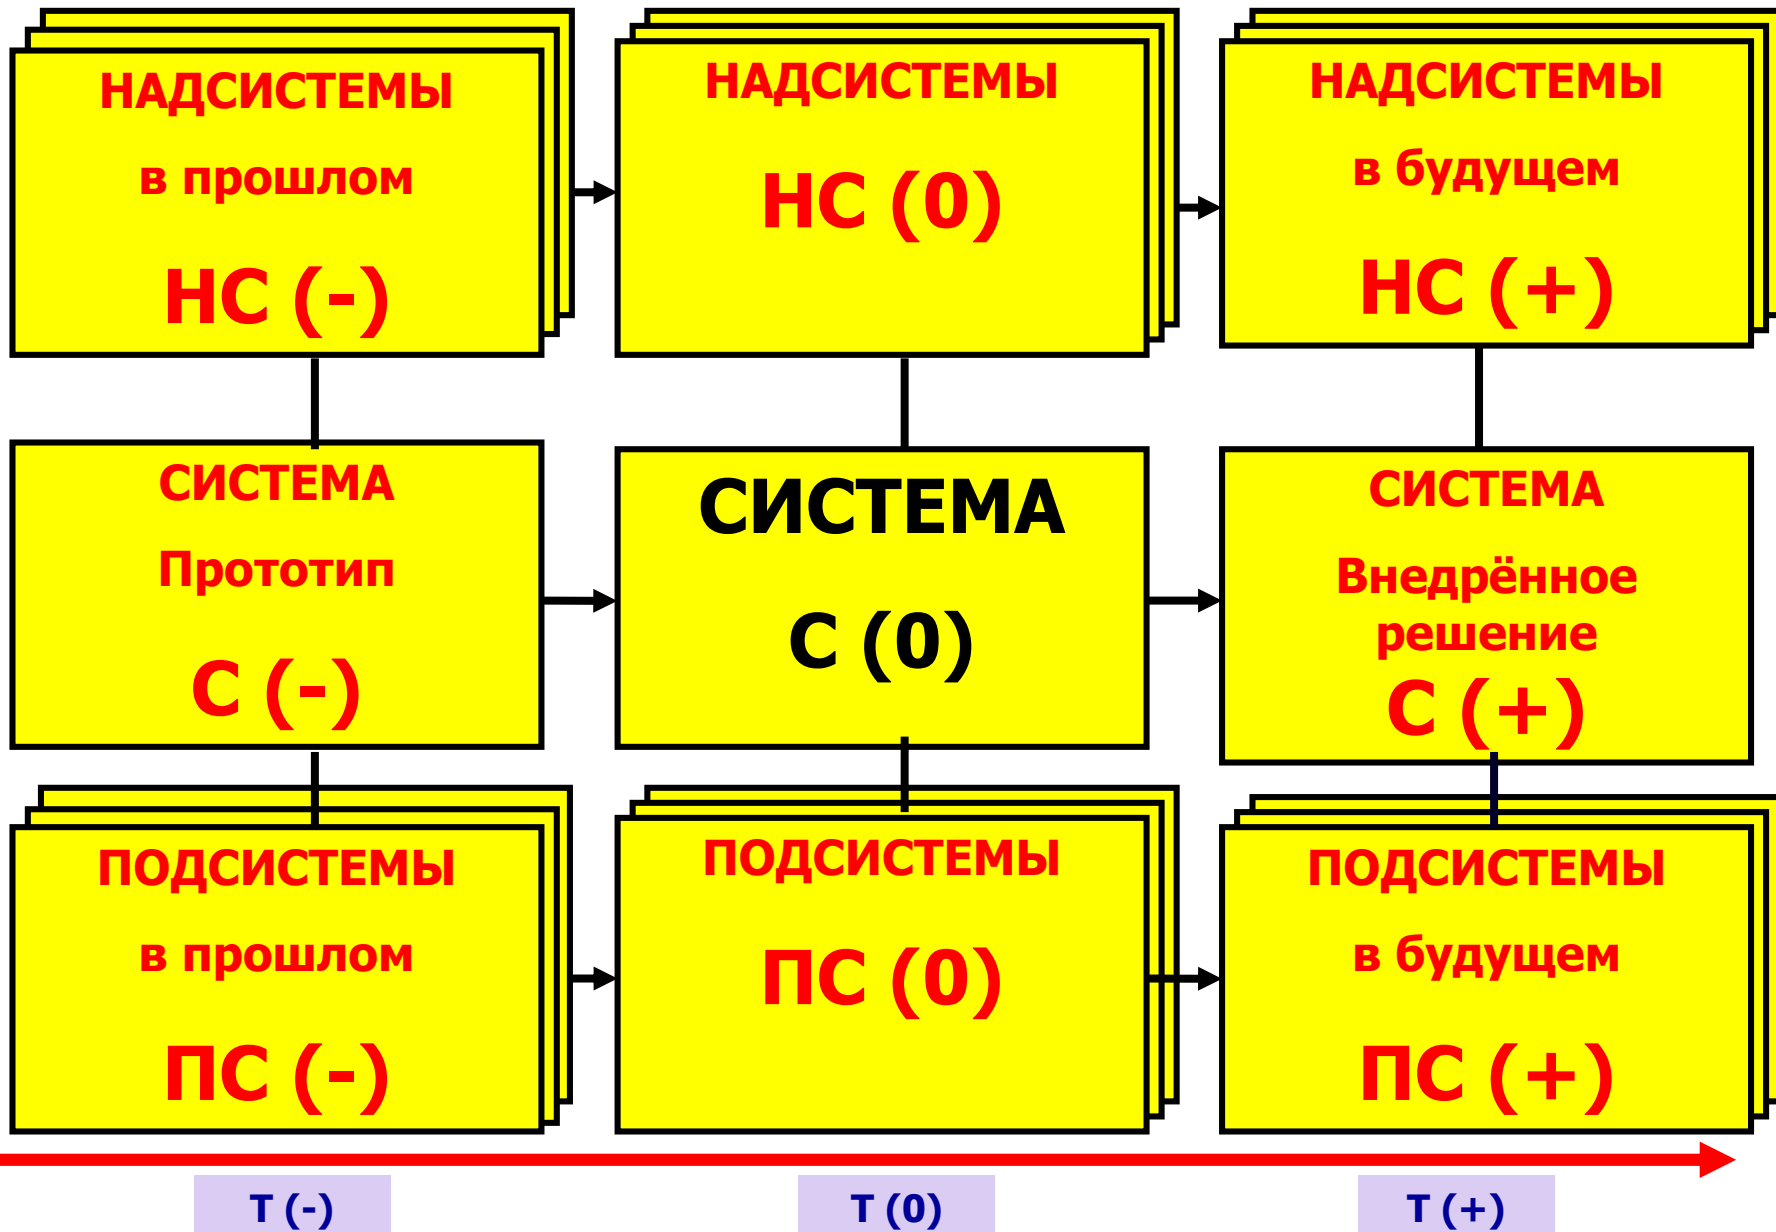 НАДСИСТЕМЫ
в прошлом
НС (-)
НАДСИСТЕМЫ
НС (0)
НАДСИСТЕМЫ
в будущем
НС (+)
СИСТЕМА
Прототип
С (-)
СИСТЕМА
С (0)
СИСТЕМА
Внедрённое
решение
С (+)
ПОДСИСТЕМЫ
в прошлом
ПС (-)
ПОДСИСТЕМЫ
ПС (0)
ПОДСИСТЕМЫ
в будущем
ПС (+)
Т (-)
Т (0)
Т (+)